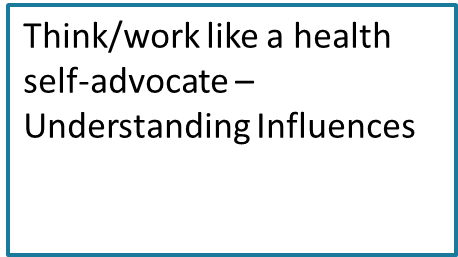 Think/work like a health
self-advocate –
Understanding Influences